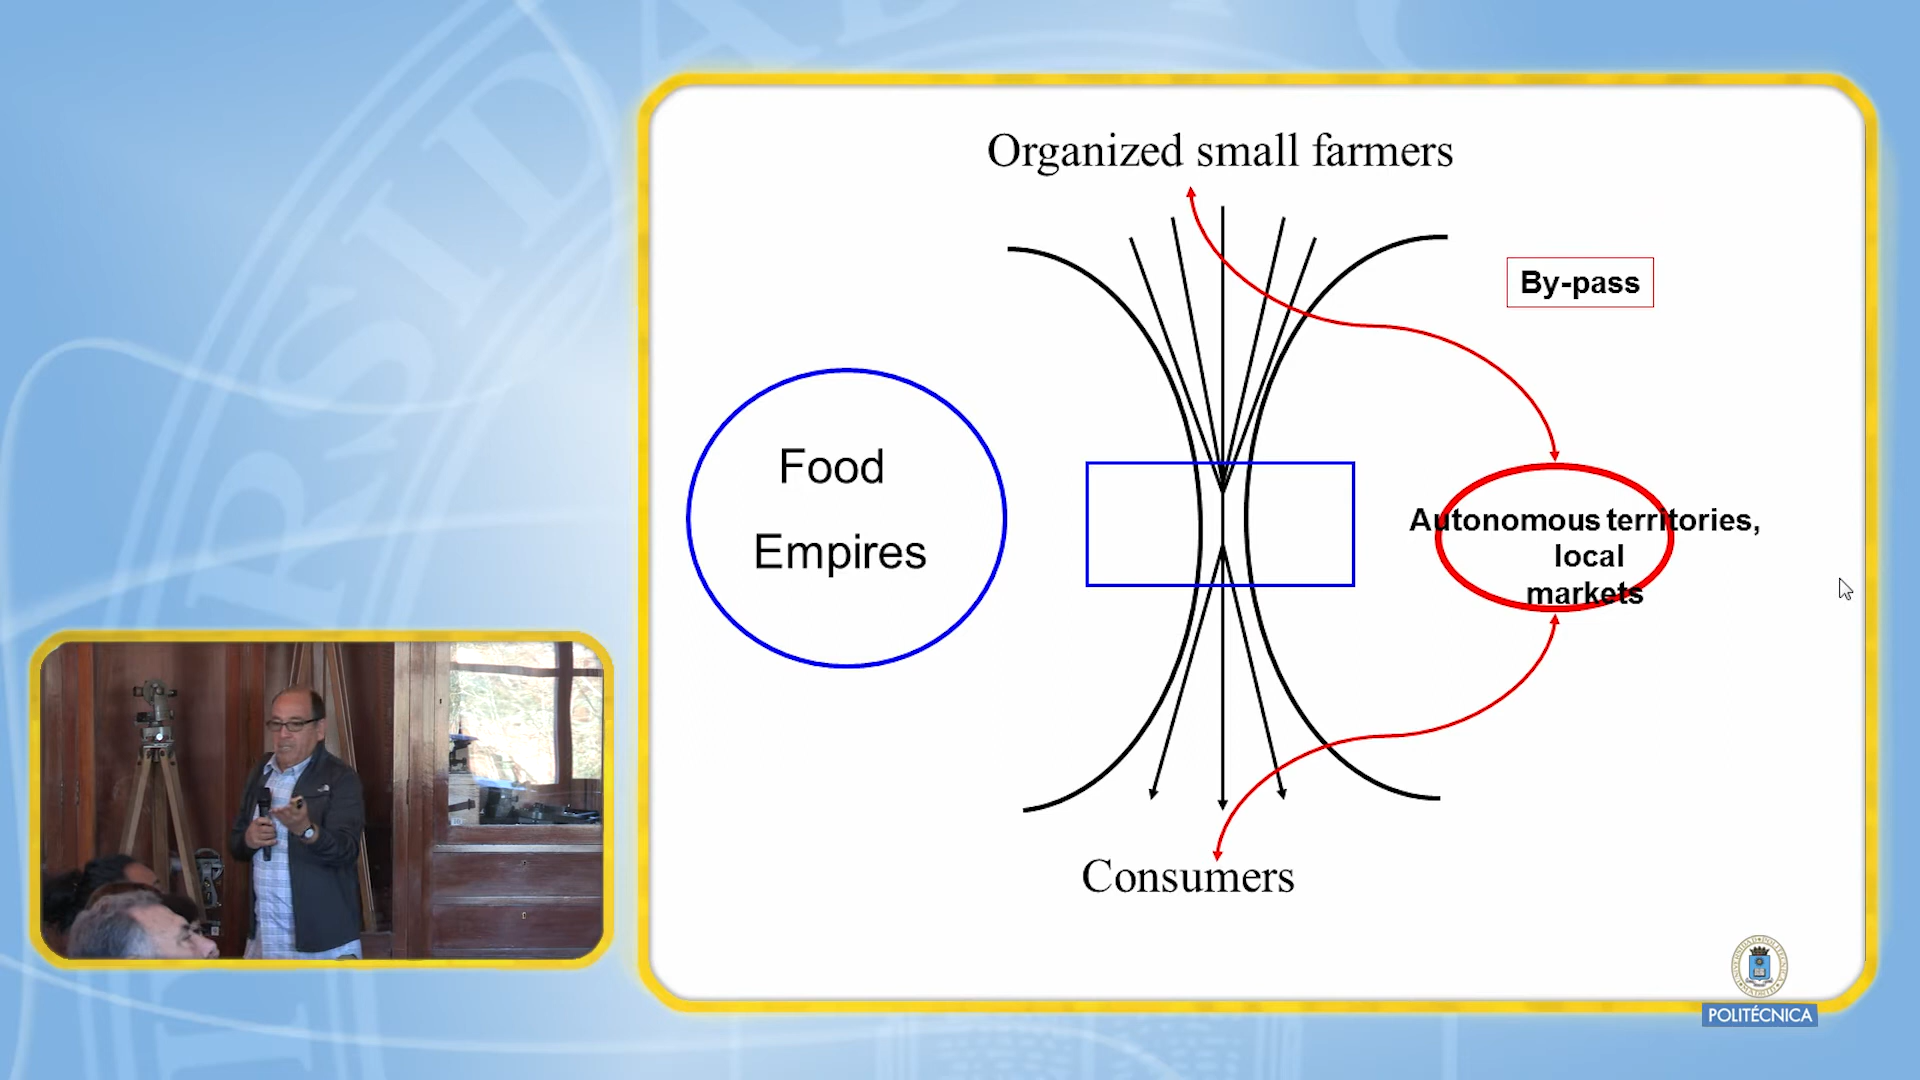 Organized small farmers
By-pass
Food
Empires
Autonomous territories,
local
markets
Consumers
POLITÉCNICA